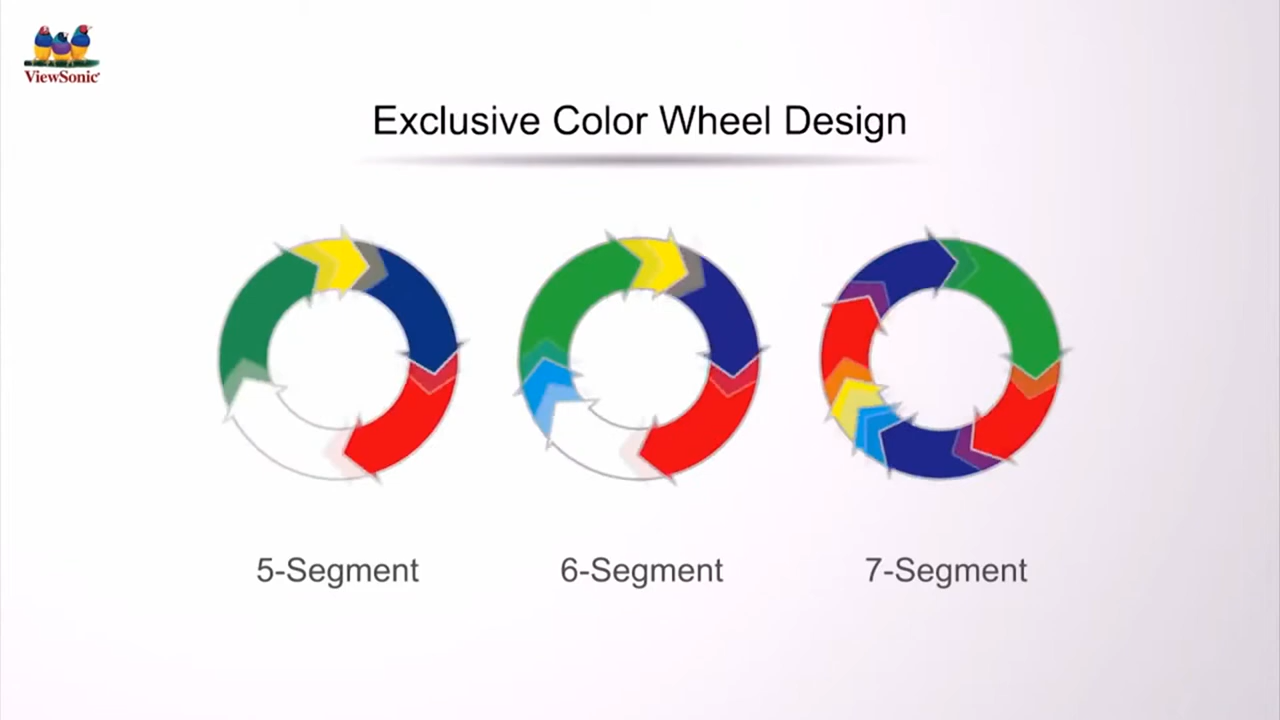 ViewSonic
Exclusive Color Wheel Design
5-Segment
6-Segment
7-Segment